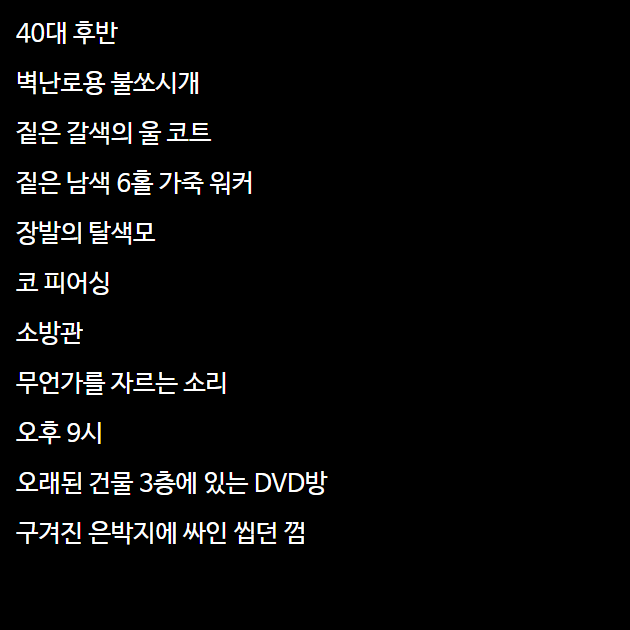 40대 후반
벽난로용 불쏘시개
짙은 갈색의 울 코트
짙은 남색 6홀 가죽 워커
장발의 탈색모
코 피어싱
소방관
무언가를 자르는 소리
오후 9시
오래된 건물 3층에 있는 DVD방
구겨진 은박지에 싸인 씹던 껌